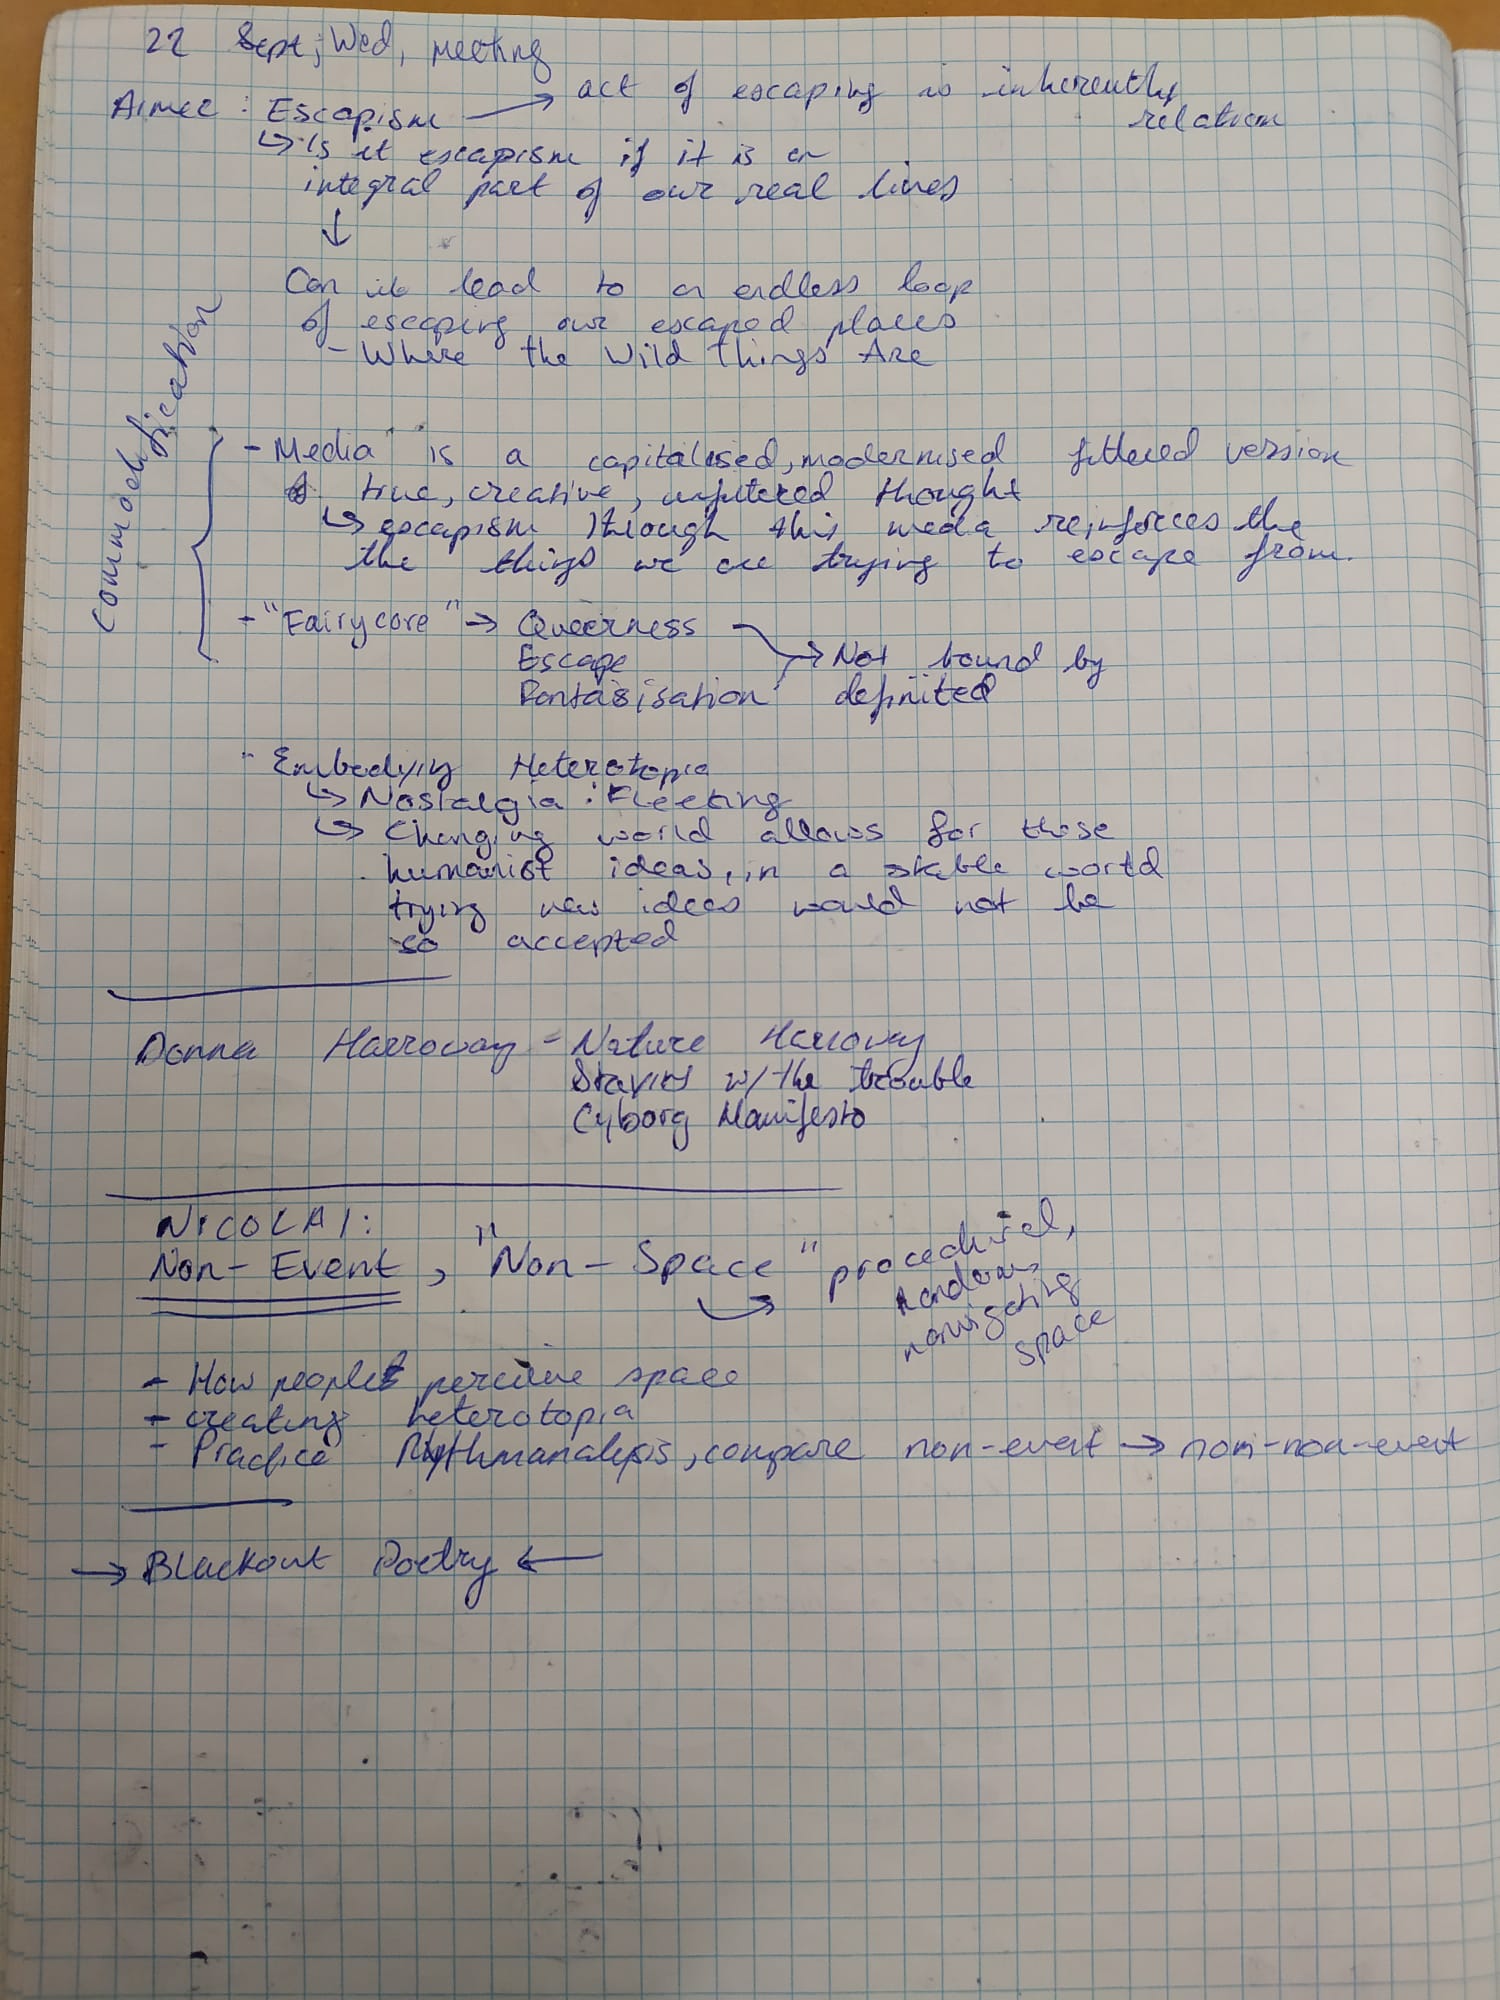 22 Sept, Wed, meeting
Aimee : Escapism → act of escaping is inherently
relation
↳ Is it escapism if it is an
integral part of our real lives
↓
Can it lead to an endless loop
of escaping our escaped places
- Where the Wild things Are
Commodification
- Media is a capitalised, modernised filtered version
of true, creative, unfiltered thought
↳ escapism through this media reinforces the
the things we are trying to escape from.
- "Fairycore" → Queerness
Escape → Not bound by
Fantasisation definited
- Embodying Heterotopia
↳ Nostalgia : Fleeting
↳ Changing world allows for these
humanist ideas, in a stable world
trying new ideas would not be
so accepted
Donna Harroway - Nature Harroway
Staying w/ the trouble
Cyborg Manifesto
NICOLAI:
Non-Event, "Non-Space" procedural,
random,
navigating
space
- How people perceive space
- creating heterotopia
- Practice Rhythmanalysis, compare non-event → non-non-event
→ Blackout Poetry ←